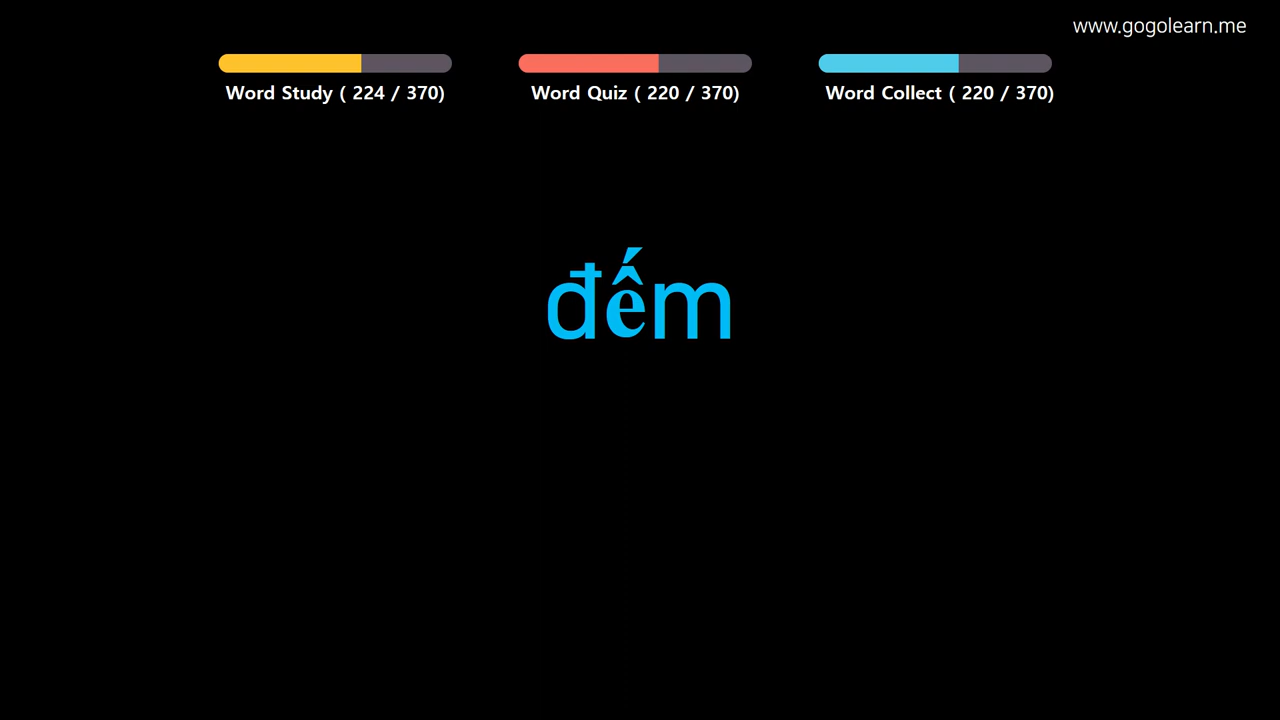 www.gogolearn.me
Word Study ( 224 / 370)
Word Quiz ( 220 / 370)
Word Collect ( 220 / 370)
đếm